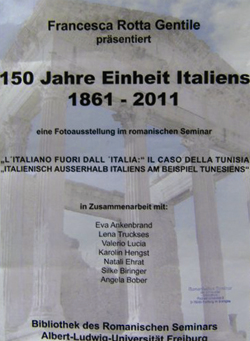 Francesca Rotta Gentile
präsentiert
150 Jahre Einheit Italiens
1861 - 2011
eine Fotoausstellung im romanischen Seminar
„L´ITALIANO FUORI DALL ´ITALIA:" IL CASO DELLA TUNISIA
„ITALIENISCH AUSSERHALB ITALIENS AM BEISPIEL TUNESIENS"
in Zusammenarbeit mit:
Eva Ankenbrand
Lena Truckses
Valerio Lucia
Karolin Hengst
Natali Ehrat
Silke Biringer
Angela Bober
Bibliothek des Romanischen Seminars
Albert-Ludwig-Universität Freiburg